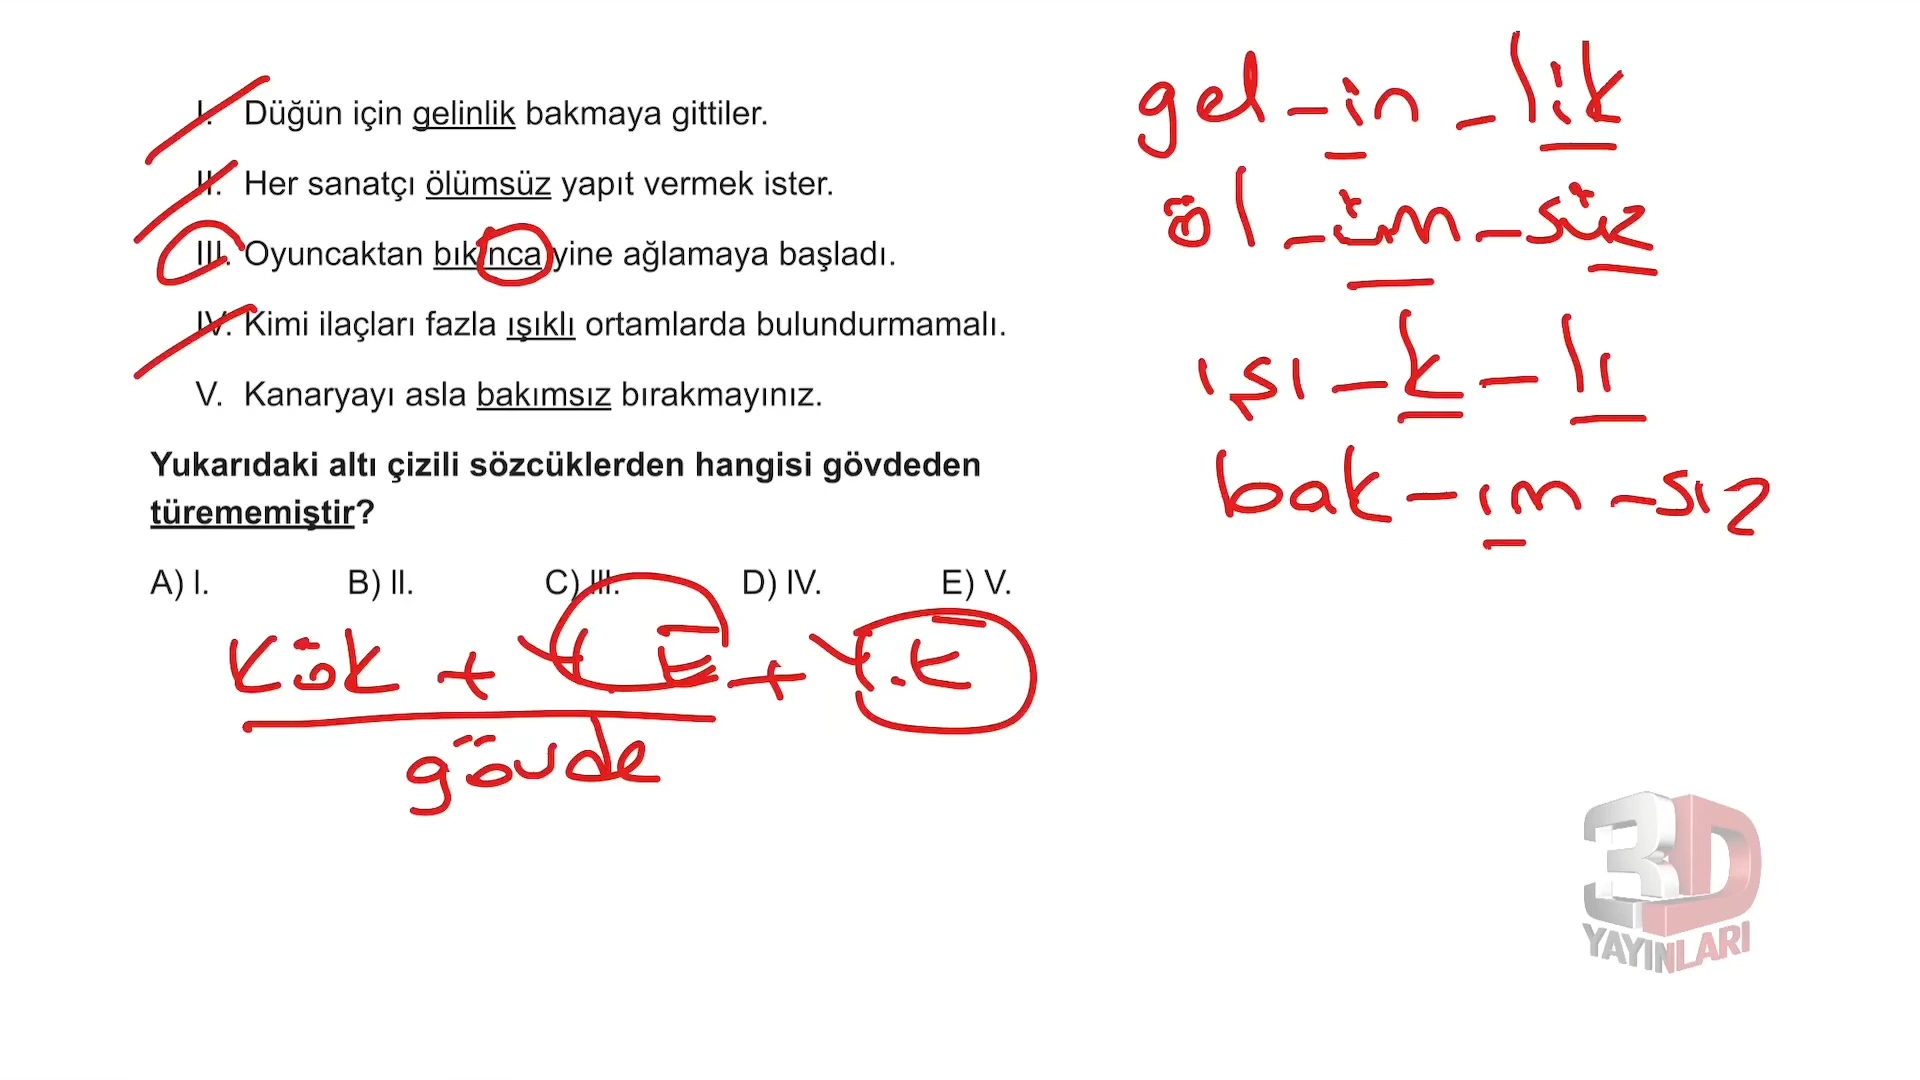 I. Düğün için gelinlik bakmaya gittiler.
II. Her sanatçı ölümsüz yapıt vermek ister.
III. Oyuncaktan bıkınca yine ağlamaya başladı.
IV. Kimi ilaçları fazla ışıklı ortamlarda bulundurmamalı.
V. Kanaryayı asla bakımsız bırakmayınız.
Yukarıdaki altı çizili sözcüklerden hangisi gövdeden
türememiştir?
A) I. B) II. C) III. D) IV. E) V.
kök + Y.E + Y.E
gövde
gel - in - lik
öl - üm - süz
ışı - k - lı
bak - ım - sız
3D
YAYINLARI